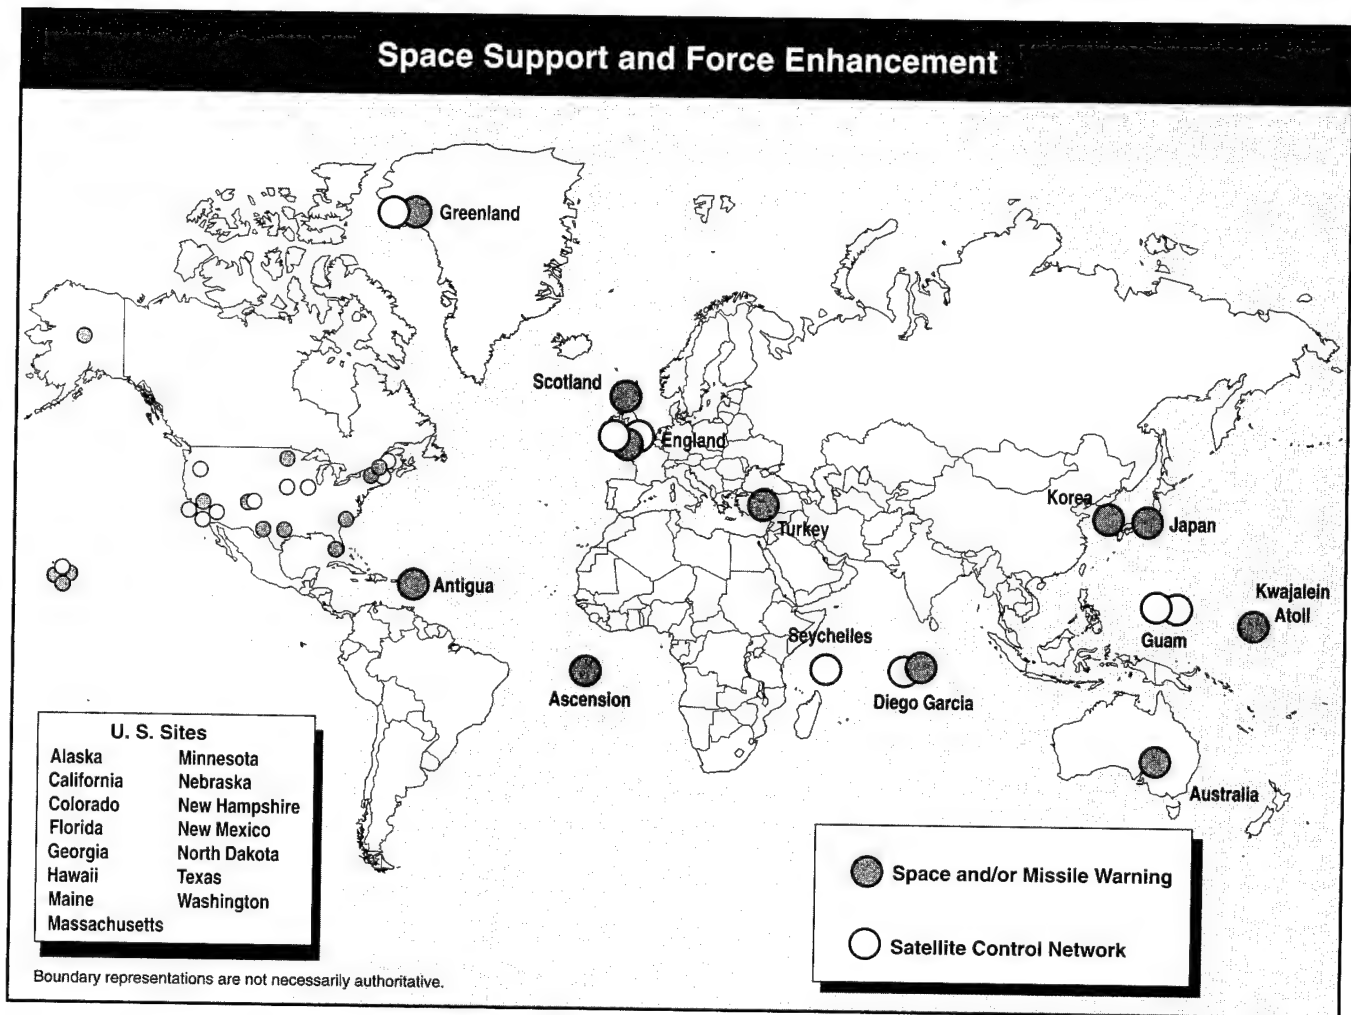 Space Support and Force Enhancement
Greenland
Scotland
England
Turkey
Korea
Japan
Antigua
Kwajalein
Atoll
Guam
Seychelles
Ascension
Diego Garcia
Australia
U. S. Sites
Alaska
California
Colorado
Florida
Georgia
Hawaii
Maine
Massachusetts
Minnesota
Nebraska
New Hampshire
New Mexico
North Dakota
Texas
Washington
Space and/or Missile Warning
Satellite Control Network
Boundary representations are not necessarily authoritative.